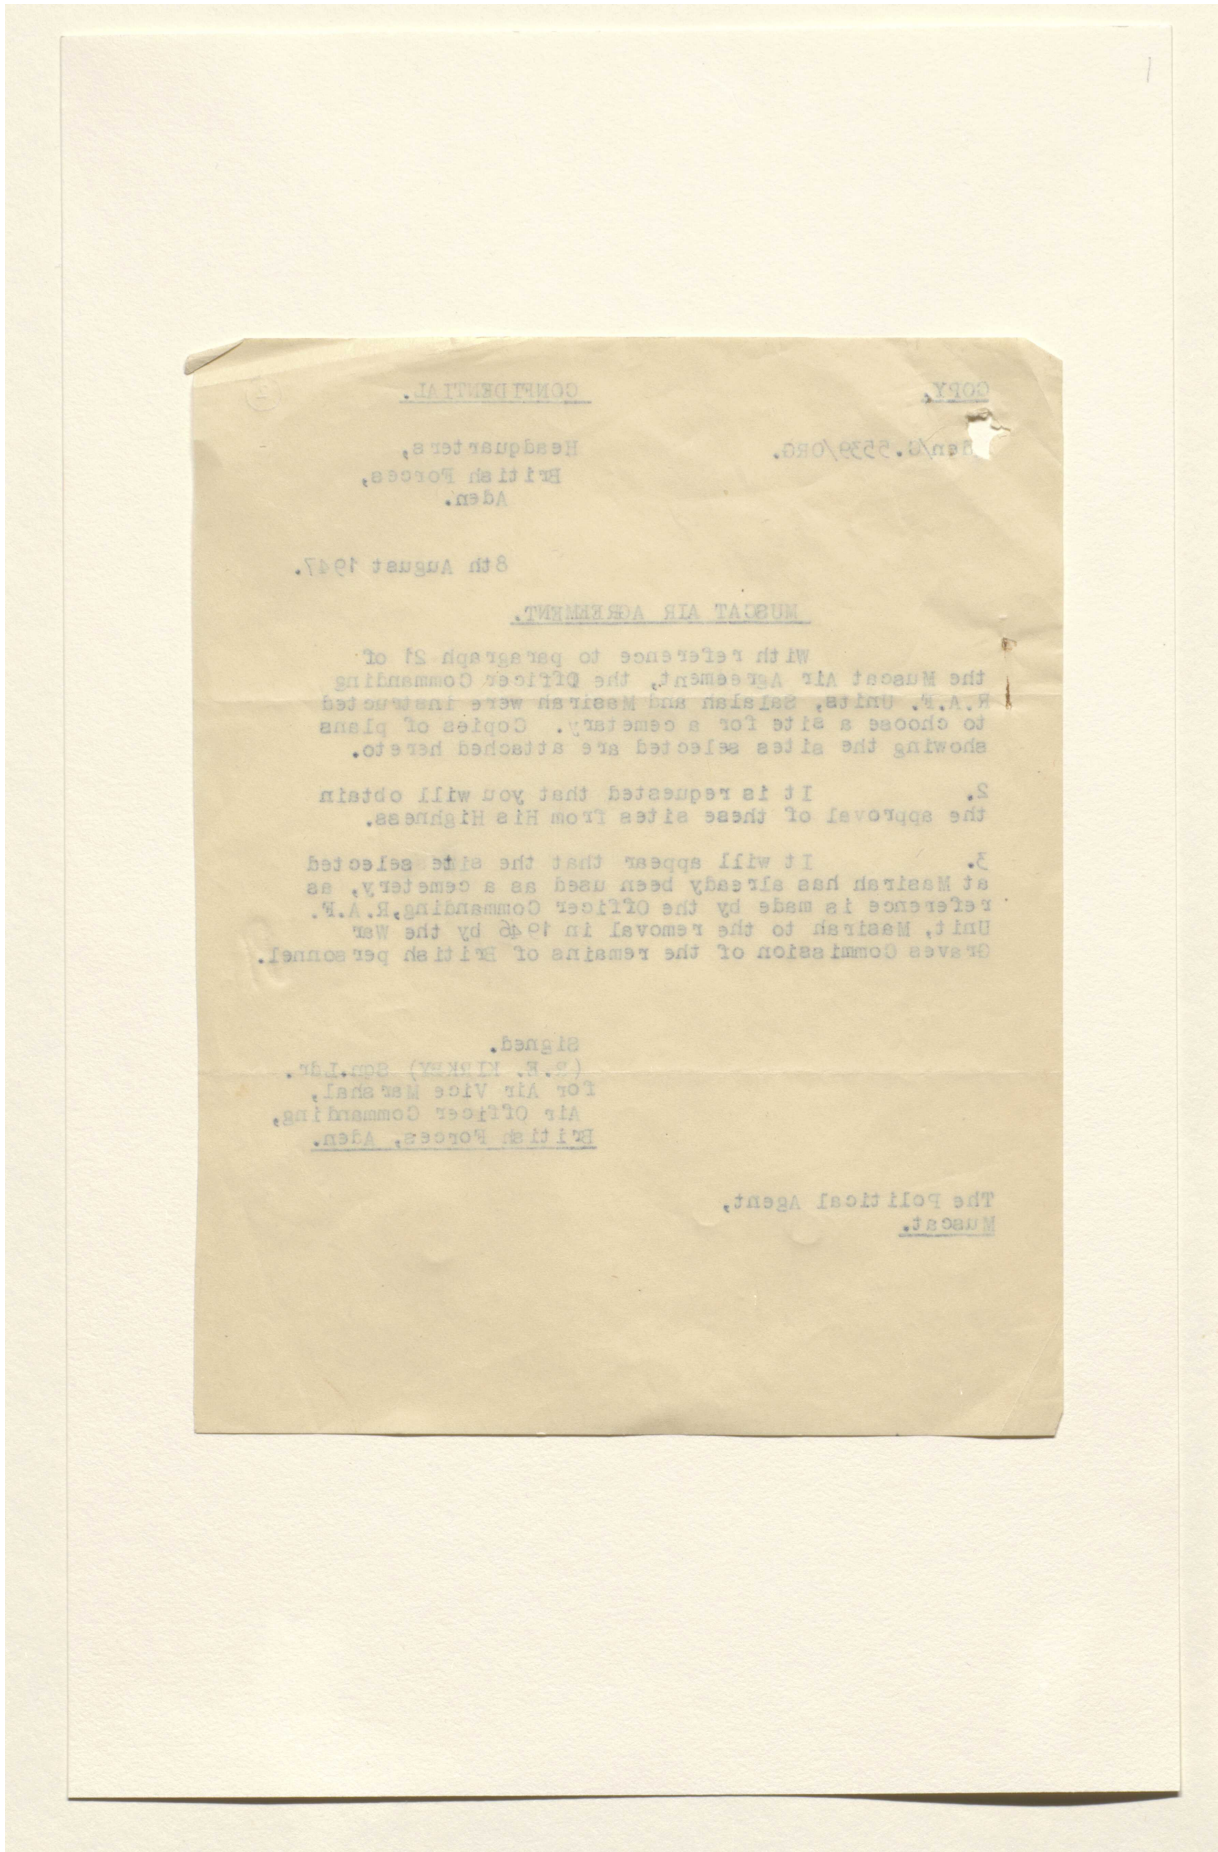 COPY. CONFIDENTIAL.
Aden/S.5539/ORG. Headquarters,
British Forces,
Aden.
8th August 1947.
MUSCAT AIR AGREEMENT.
With reference to paragraph 21 of
the Muscat Air Agreement, the Officer Commanding
R.A.F. Units, Salalah and Masirah were instructed
to choose a site for a cemetary. Copies of plans
showing the sites selected are attached hereto.
2. It is requested that you will obtain
the approval of these sites from His Highness.
3. It will appear that the site selected
at Masirah has already been used as a cemetery, as
reference is made by the Officer Commanding,R.A.F.
Unit, Masirah to the removal in 1946 by the War
Graves Commission of the remains of British personnel.
Signed.
KIRKBY) Sqn.Ldr.
for Air Vice Marshal,
Air Officer Commanding,
British Forces, Aden.
The Political Agent,
Muscat.